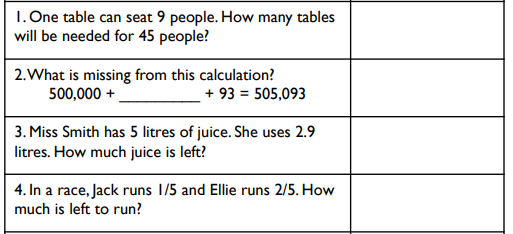 1. One table can seat 9 people. How many tables
will be needed for 45 people?
2.What is missing from this calculation?
500,000 + __________ + 93 = 505,093
3. Miss Smith has 5 litres of juice. She uses 2.9
litres. How much juice is left?
4. In a race, Jack runs 1/5 and Ellie runs 2/5. How
much is left to run?